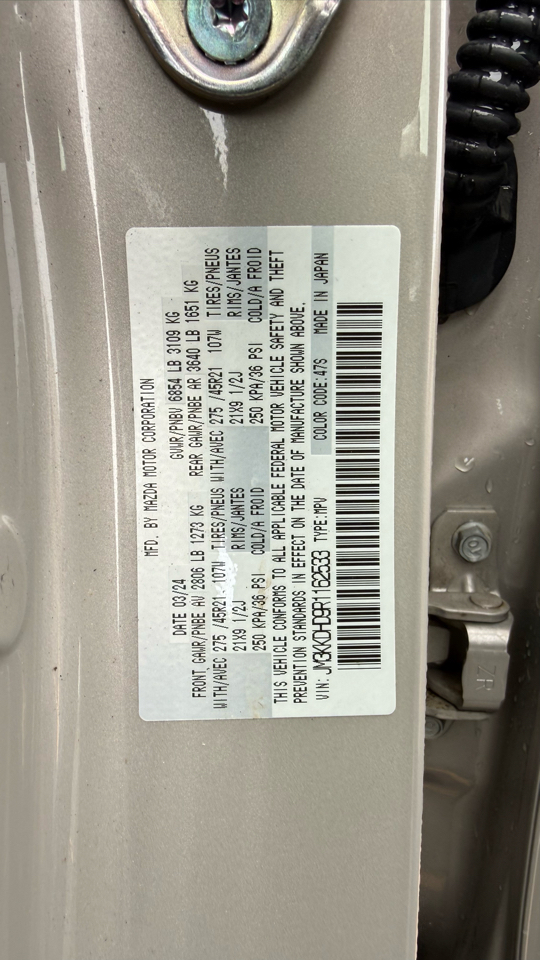 MFD. BY MAZDA MOTOR CORPORATION
DATE 03/24 GVWR/PNBV 6854 LB 3109 KG
FRONT GAWR/PNBE AV 2806 LB 1273 KG REAR GAWR/PNBE AR 3640 LB 1651 KG
WITH/AVEC 275 /45R21 107W TIRES/PNEUS WITH/AVEC 275 /45R21 107W TIRES/PNEUS
21X9 1/2J RIMS/JANTES 21X9 1/2J RIMS/JANTES
250 KPA/36 PSI COLD/A FROID 250 KPA/36 PSI COLD/A FROID
THIS VEHICLE CONFORMS TO ALL APPLICABLE FEDERAL MOTOR VEHICLE SAFETY AND THEFT
PREVENTION STANDARDS IN EFFECT ON THE DATE OF MANUFACTURE SHOWN ABOVE.
VIN: JM3KKDHD9R1162533 TYPE:MPV COLOR CODE:47S MADE IN JAPAN